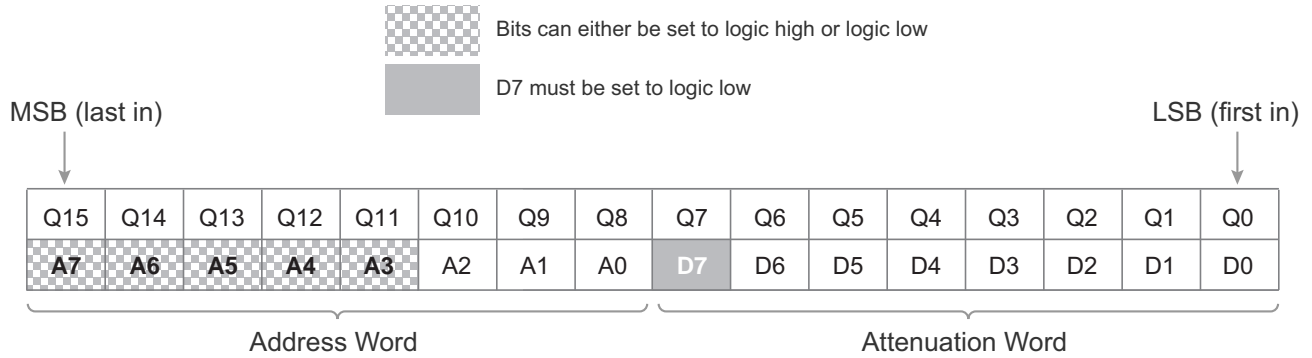 Bits can either be set to logic high or logic low
D7 must be set to logic low
MSB (last in) LSB (first in)
Q15 Q14 Q13 Q12 Q11 Q10 Q9 Q8 Q7 Q6 Q5 Q4 Q3 Q2 Q1 Q0
A7 A6 A5 A4 A3 A2 A1 A0 D7 D6 D5 D4 D3 D2 D1 D0
Address Word Attenuation Word